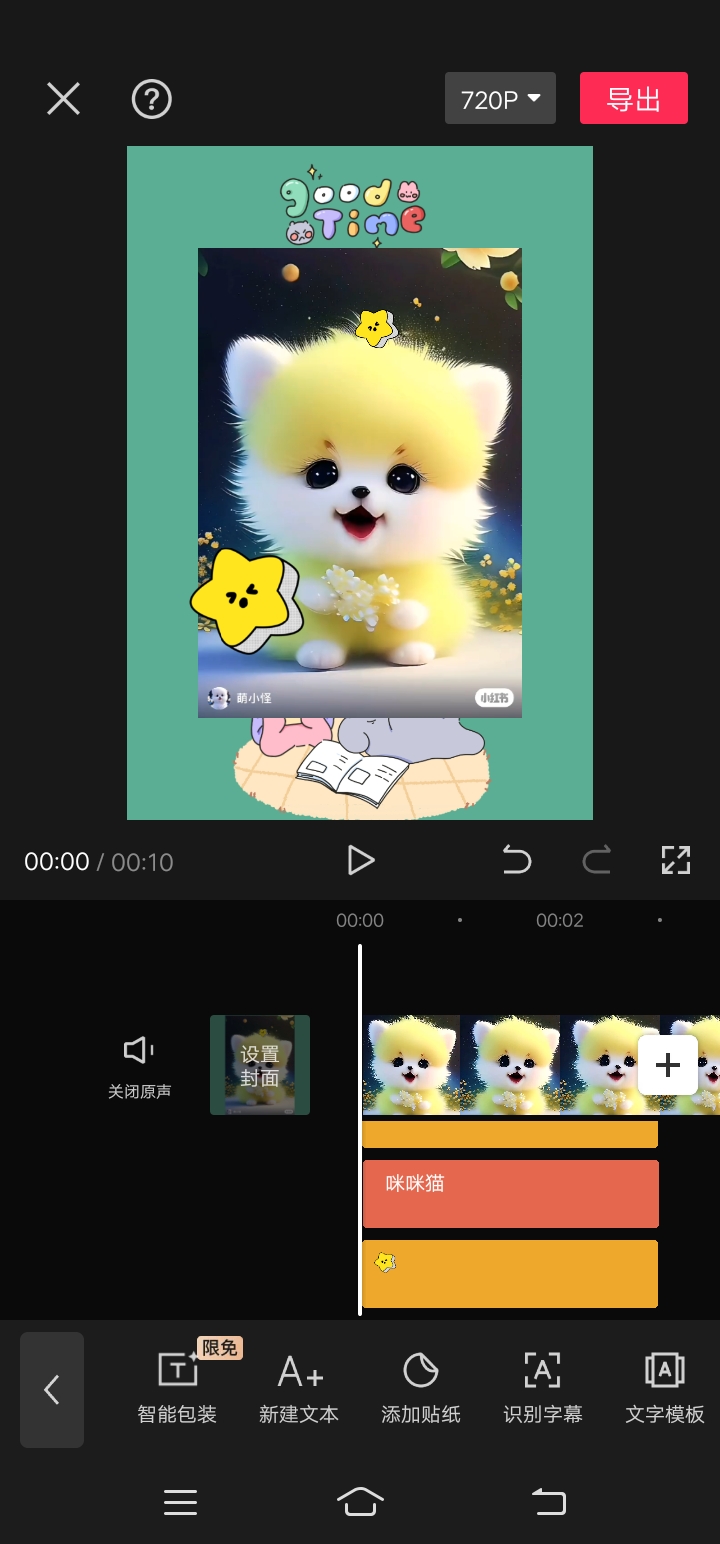 720P
导出
good
Time
萌小怪
小红书
00:00 / 00:10
00:00
00:02
设置
封面
关闭原声
咪咪猫
限免
智能包装
新建文本
添加贴纸
识别字幕
文字模板